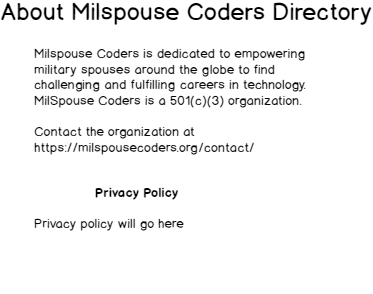 About Milspouse Coders Directory
Milspouse Coders is dedicated to empowering
military spouses around the globe to find
challenging and fulfilling careers in technology.
MilSpouse Coders is a 501(c)(3) organization.
Contact the organization at
https://milspousecoders.org/contact/
Privacy Policy
Privacy policy will go here